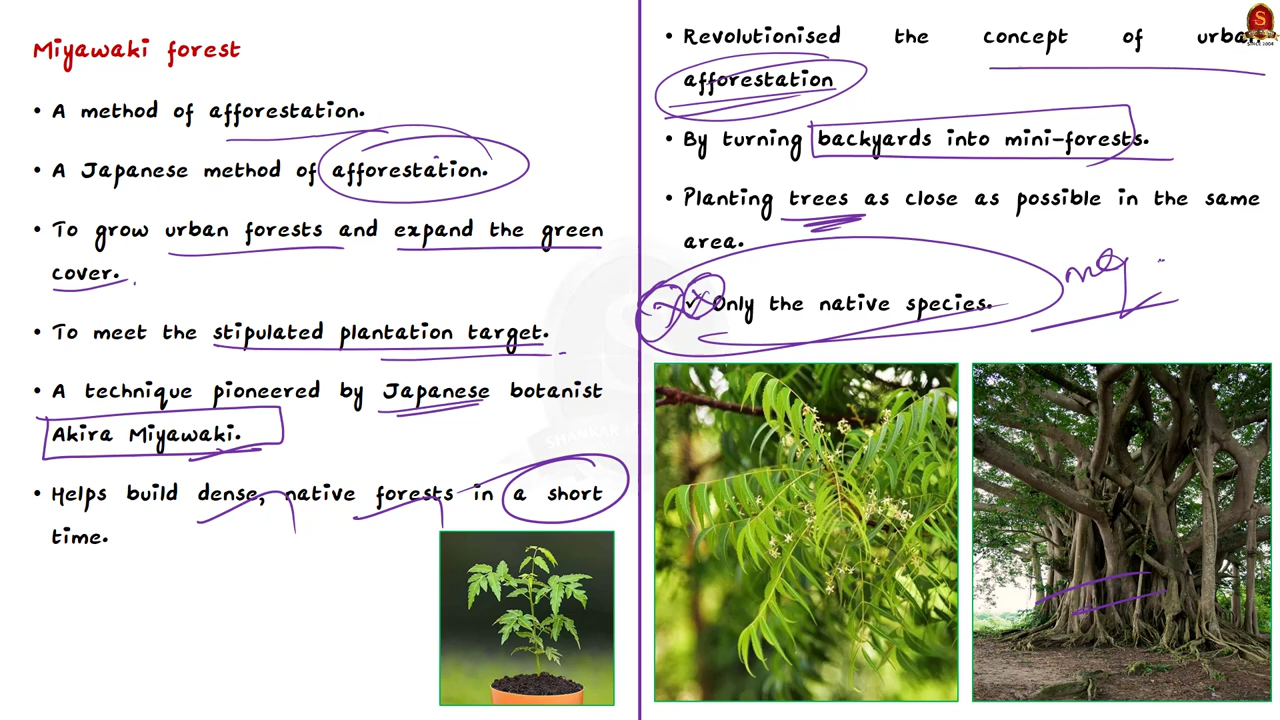 Miyawaki forest
• A method of afforestation.
• A Japanese method of afforestation.
• To grow urban forests and expand the green
cover.
• To meet the stipulated plantation target.
• A technique pioneered by Japanese botanist
Akira Miyawaki.
• Helps build dense, native forests in a short
time.
• Revolutionised the concept of urban
afforestation
• By turning backyards into mini-forests.
• Planting trees as close as possible in the same
area.
✓ Only the native species.
S
SINCE 2004
SHANKAR